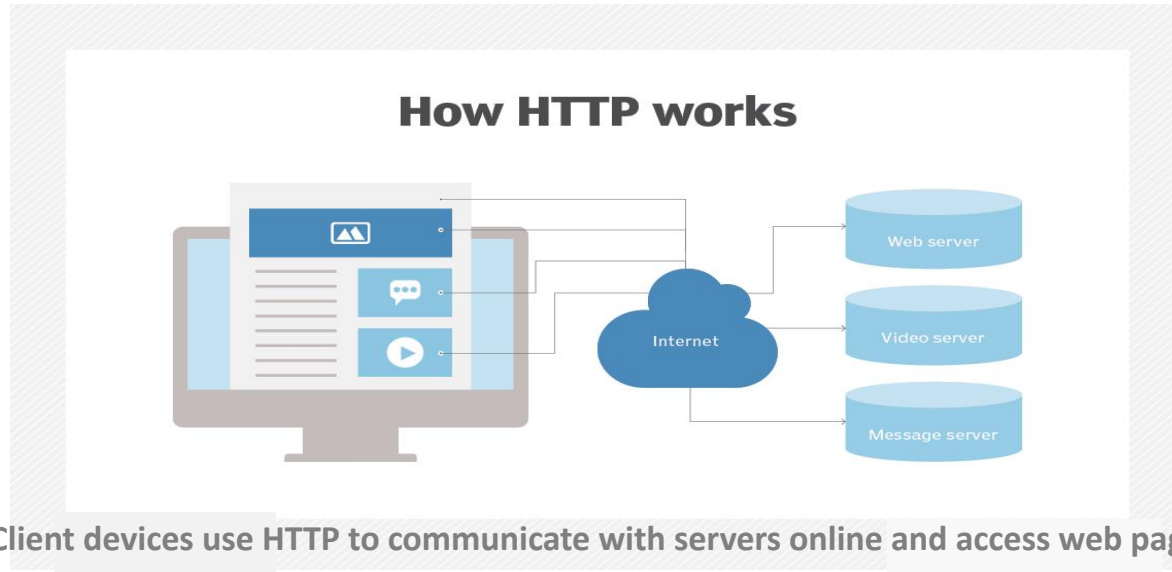 How HTTP works
Web server
Internet
Video server
Message server
Client devices use HTTP to communicate with servers online and access web pag